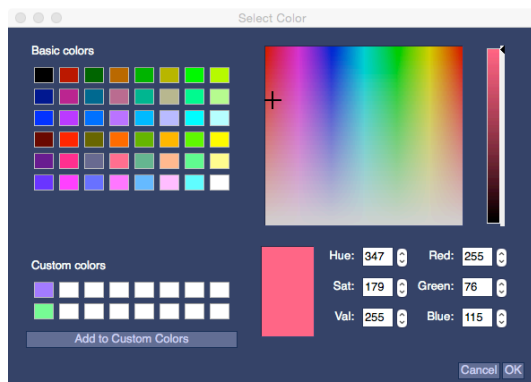 Select Color
Basic colors
Custom colors
Add to Custom Colors
Hue: 347 Red: 255
Sat: 179 Green: 76
Val: 255 Blue: 115
Cancel OK